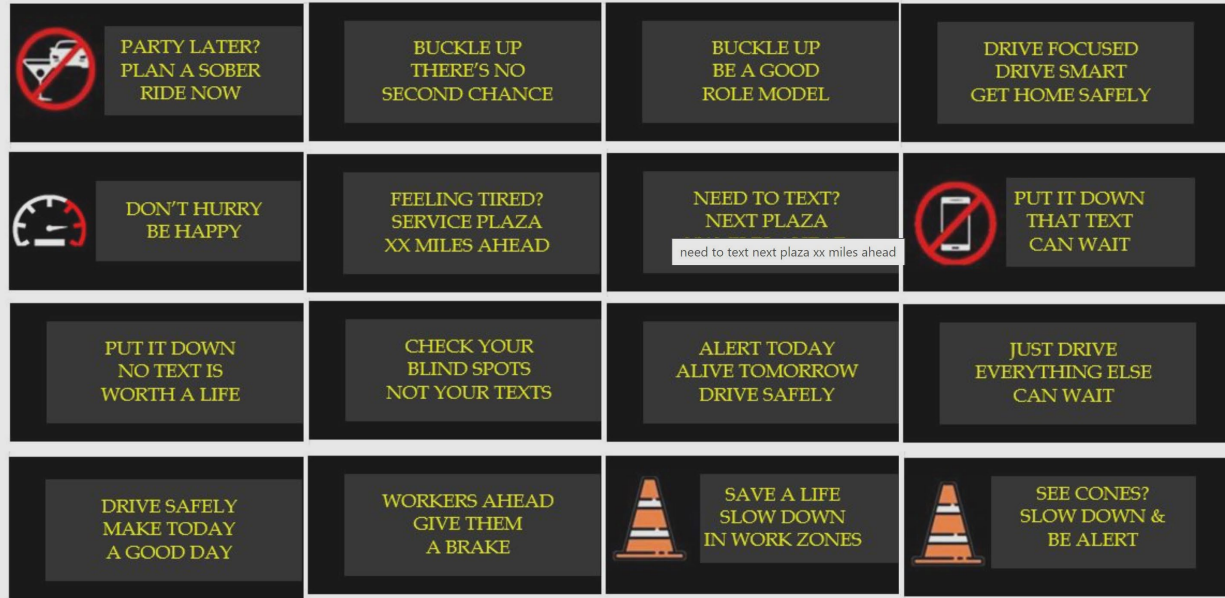 PARTY LATER?
PLAN A SOBER
RIDE NOW
BUCKLE UP
THERE'S NO
SECOND CHANCE
BUCKLE UP
BE A GOOD
ROLE MODEL
DRIVE FOCUSED
DRIVE SMART
GET HOME SAFELY
DON'T HURRY
BE HAPPY
FEELING TIRED?
SERVICE PLAZA
XX MILES AHEAD
NEED TO TEXT?
NEXT PLAZA
need to text next plaza xx miles ahead
PUT IT DOWN
THAT TEXT
CAN WAIT
PUT IT DOWN
NO TEXT IS
WORTH A LIFE
CHECK YOUR
BLIND SPOTS
NOT YOUR TEXTS
ALERT TODAY
ALIVE TOMORROW
DRIVE SAFELY
JUST DRIVE
EVERYTHING ELSE
CAN WAIT
DRIVE SAFELY
MAKE TODAY
A GOOD DAY
WORKERS AHEAD
GIVE THEM
A BRAKE
SAVE A LIFE
SLOW DOWN
IN WORK ZONES
SEE CONES?
SLOW DOWN &
BE ALERT